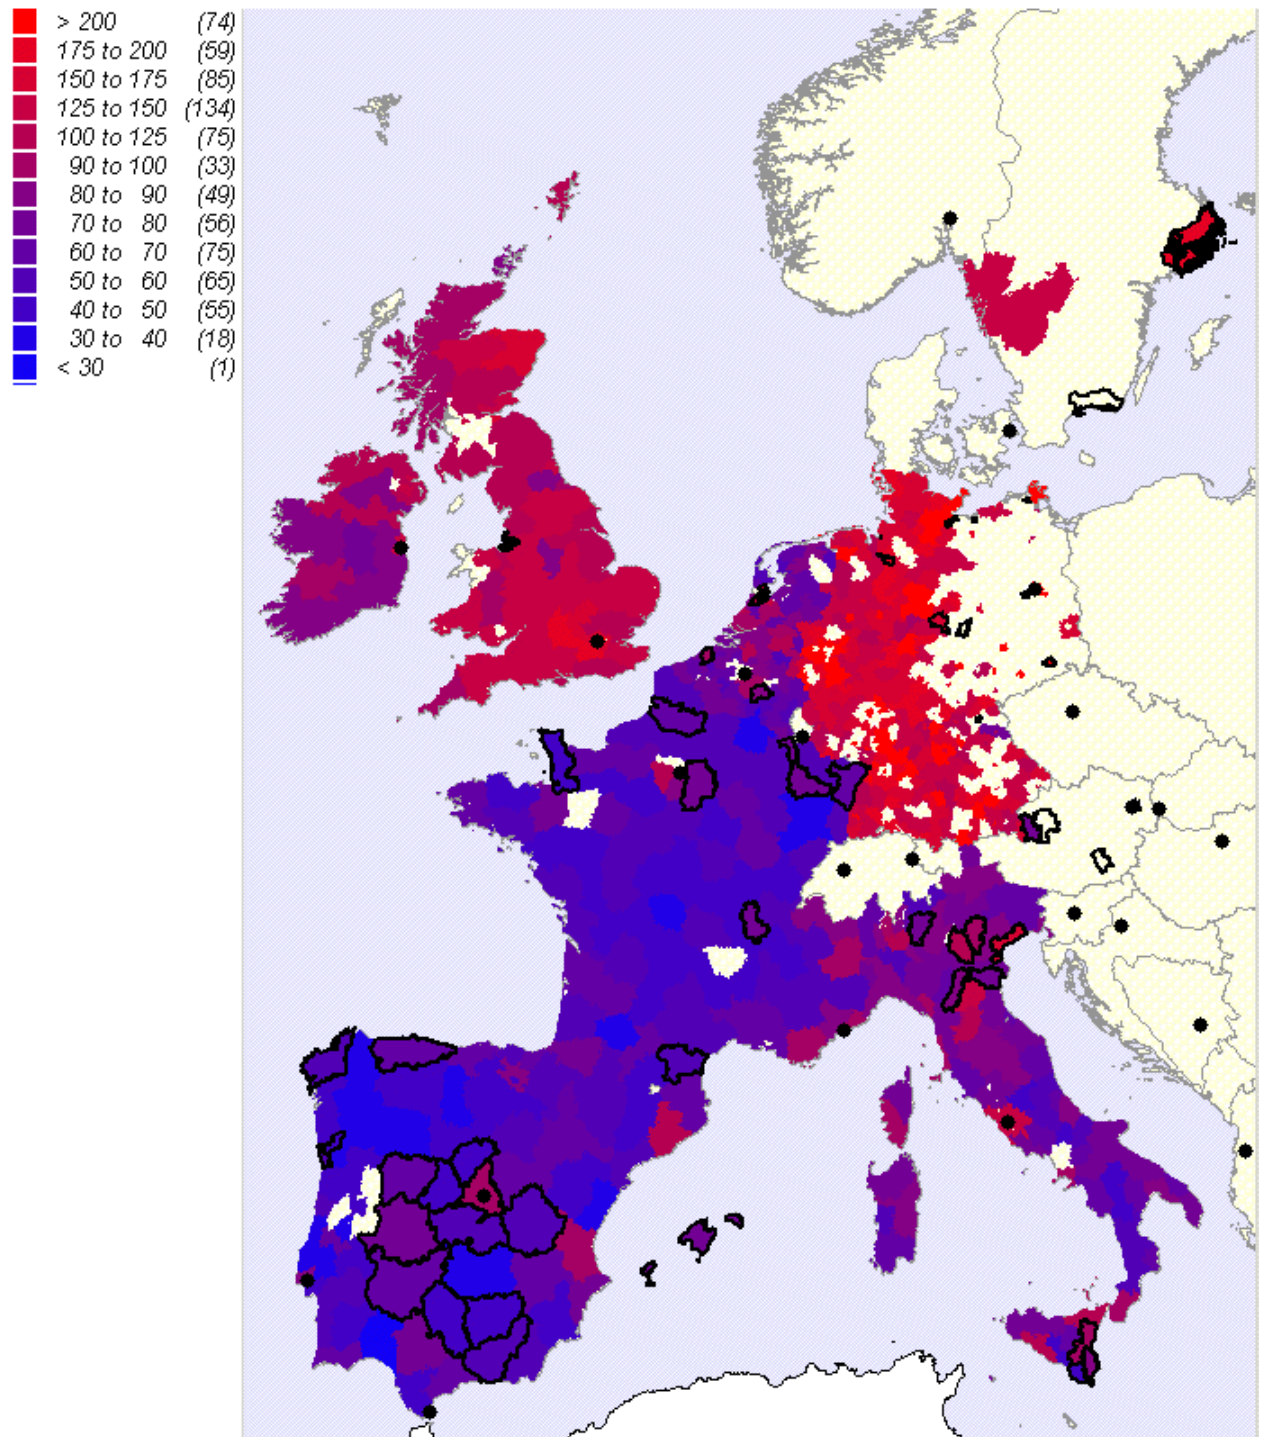 > 200 (74)
175 to 200 (59)
150 to 175 (85)
125 to 150 (134)
100 to 125 (75)
90 to 100 (33)
80 to 90 (49)
70 to 80 (56)
60 to 70 (75)
50 to 60 (65)
40 to 50 (55)
30 to 40 (18)
< 30 (1)